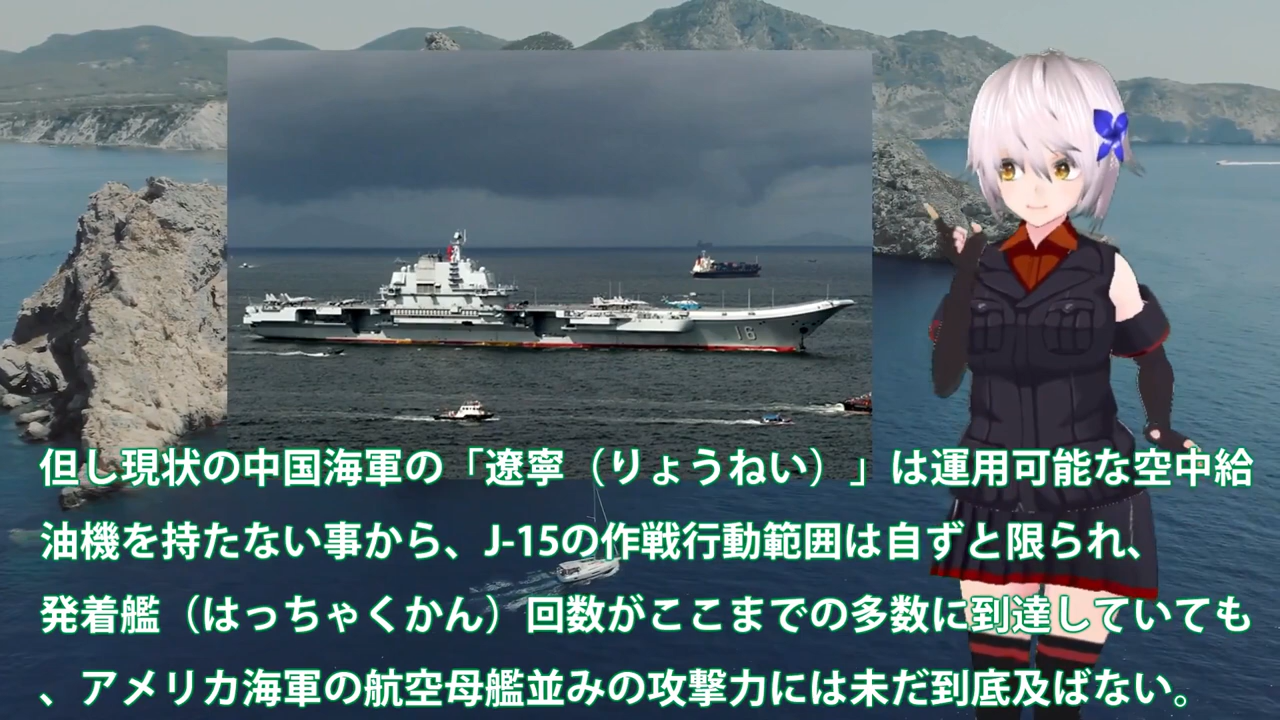 16
但し現状の中国海軍の「遼寧（りょうねい）」は運用可能な空中給
油機を持たない事から、J-15の作戦行動範囲は自ずと限られ、
発着艦（はっちゃくかん）回数がここまでの多数に到達していても
、アメリカ海軍の航空母艦並みの攻撃力には未だ到底及ばない。